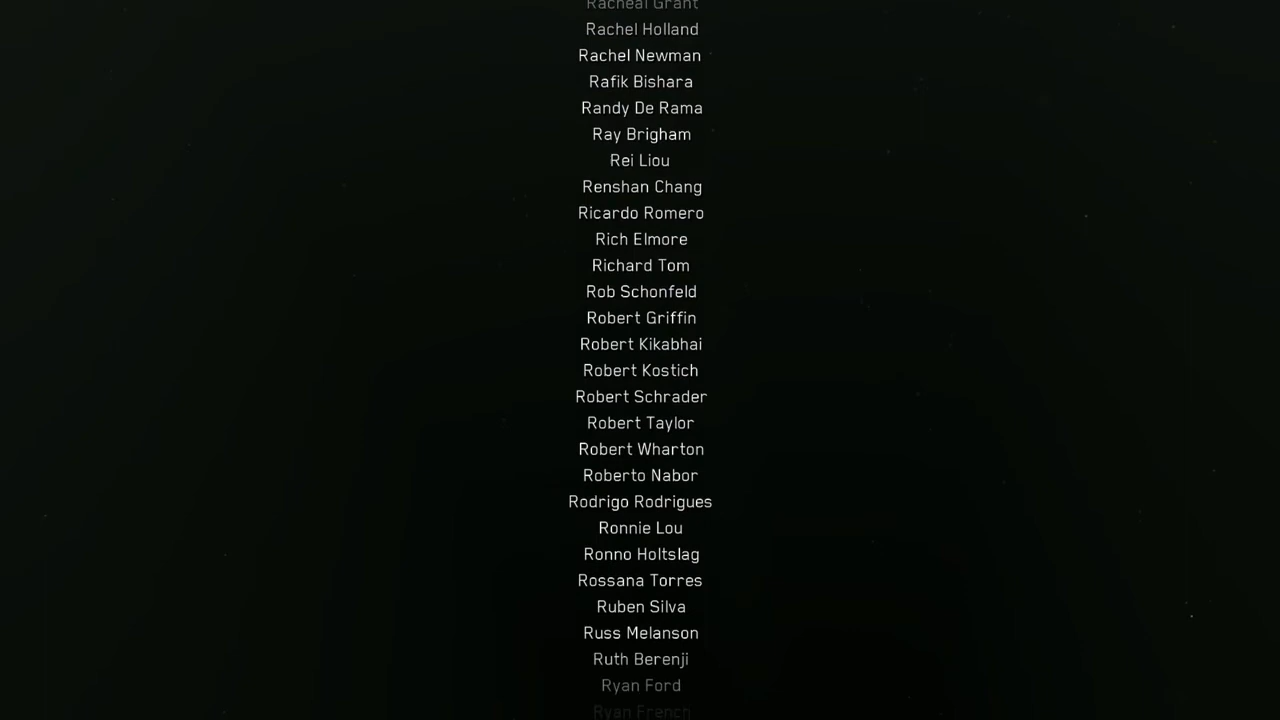 Racheal Grant
Rachel Holland
Rachel Newman
Rafik Bishara
Randy De Rama
Ray Brigham
Rei Liou
Renshan Chang
Ricardo Romero
Rich Elmore
Richard Tom
Rob Schonfeld
Robert Griffin
Robert Kikabhai
Robert Kostich
Robert Schrader
Robert Taylor
Robert Wharton
Roberto Nabor
Rodrigo Rodrigues
Ronnie Lou
Ronno Holtslag
Rossana Torres
Ruben Silva
Russ Melanson
Ruth Berenji
Ryan Ford
Ryan French